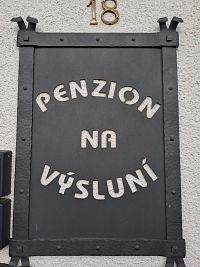 18
PENZION
NA
VÝSLUNÍ